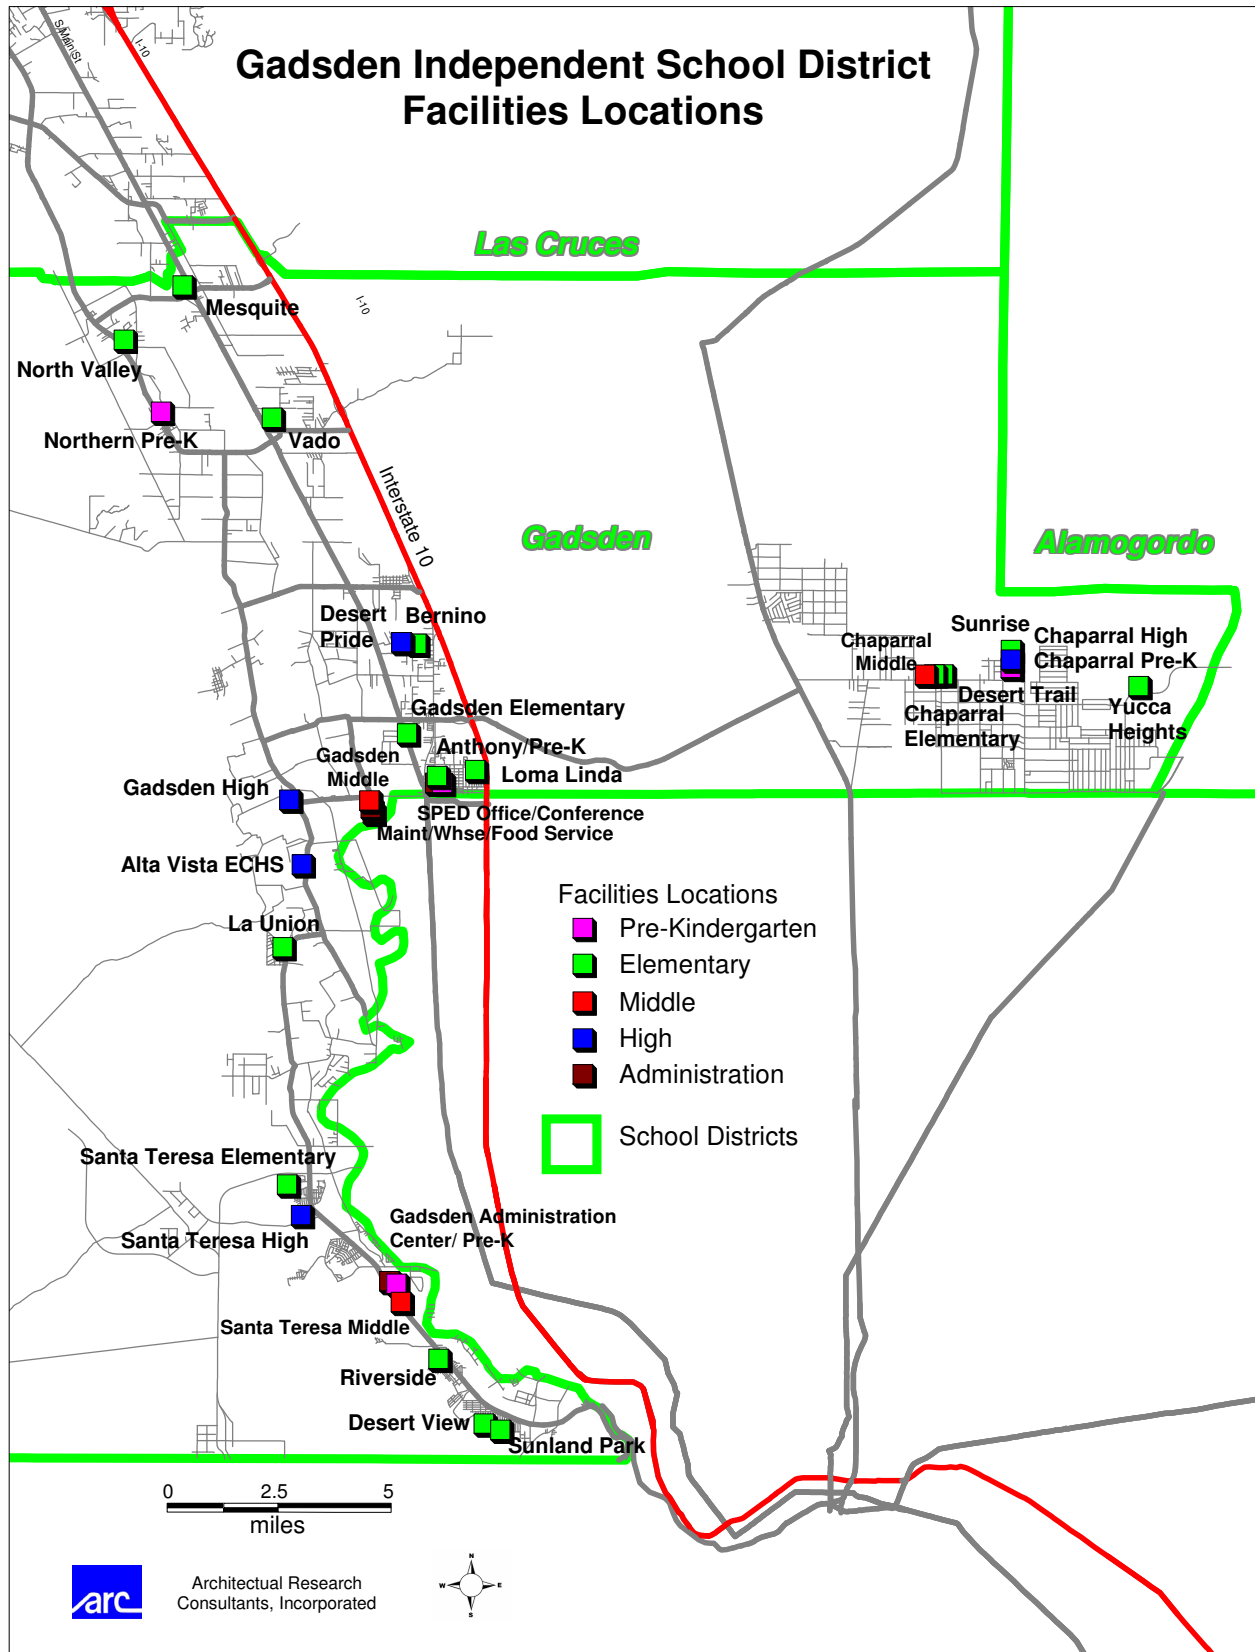 Gadsden Independent School District
Facilities Locations
S Main St
I-10
Las Cruces
Mesquite
I-10
North Valley
Northern Pre-K
Vado
Interstate 10
Gadsden
Alamogordo
Desert
Pride
Bernino
Sunrise
Chaparral High
Chaparral Pre-K
Chaparral
Middle
Desert Trail
Chaparral
Elementary
Yucca
Heights
Gadsden Elementary
Anthony/Pre-K
Gadsden
Middle
Loma Linda
Gadsden High
SPED Office/Conference
Maint/Whse/Food Service
Alta Vista ECHS
La Union
Facilities Locations
Pre-Kindergarten
Elementary
Middle
High
Administration
School Districts
Santa Teresa Elementary
Santa Teresa High
Gadsden Administration
Center/ Pre-K
Santa Teresa Middle
Riverside
Desert View
Sunland Park
0 2.5 5
miles
arc
Architectual Research
Consultants, Incorporated
N
W E
S